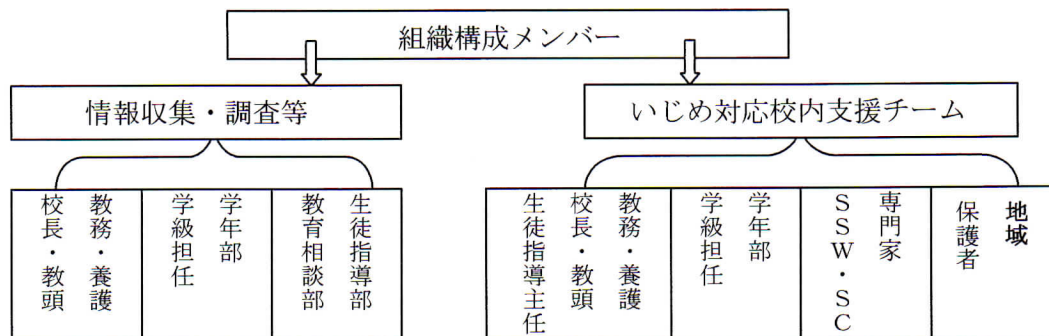 組織構成メンバー
情報収集・調査等
いじめ対応校内支援チーム
教務・養護
校長・教頭
学年部
学級担任
生徒指導部
教育相談部
教務・養護
校長・教頭
生徒指導主任
学年部
学級担任
専門家
SSW・SC
地域
保護者